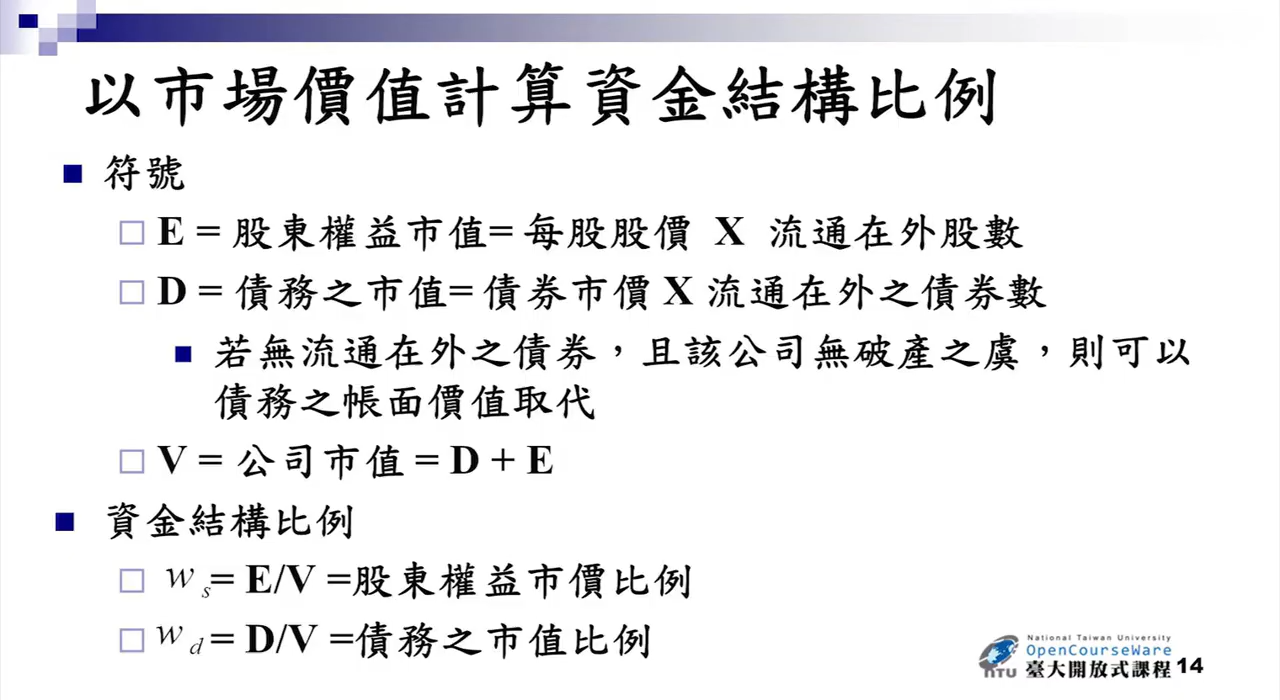 以市場價值計算資金結構比例
■ 符號
□ E = 股東權益市值= 每股股價 X 流通在外股數
□ D = 債務之市值= 債券市價 X 流通在外之債券數
■ 若無流通在外之債券，且該公司無破產之虞，則可以
債務之帳面價值取代
□ V = 公司市值 = D + E
■ 資金結構比例
□ w_s= E/V =股東權益市價比例
□ w_d = D/V =債務之市值比例
National Taiwan University
OpenCourseWare
NTU 臺大開放式課程 14